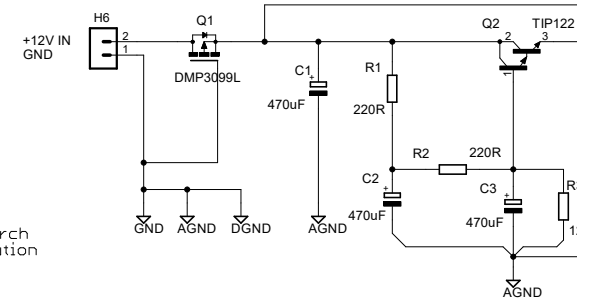 H6
Q1
Q2 TIP122
+12V IN
GND
2
1
2
3
1
DMP3099L
C1
+
470uF
R1
220R
R2 220R
C2
+
470uF
C3
+
470uF
GND
AGND
DGND
AGND
AGND